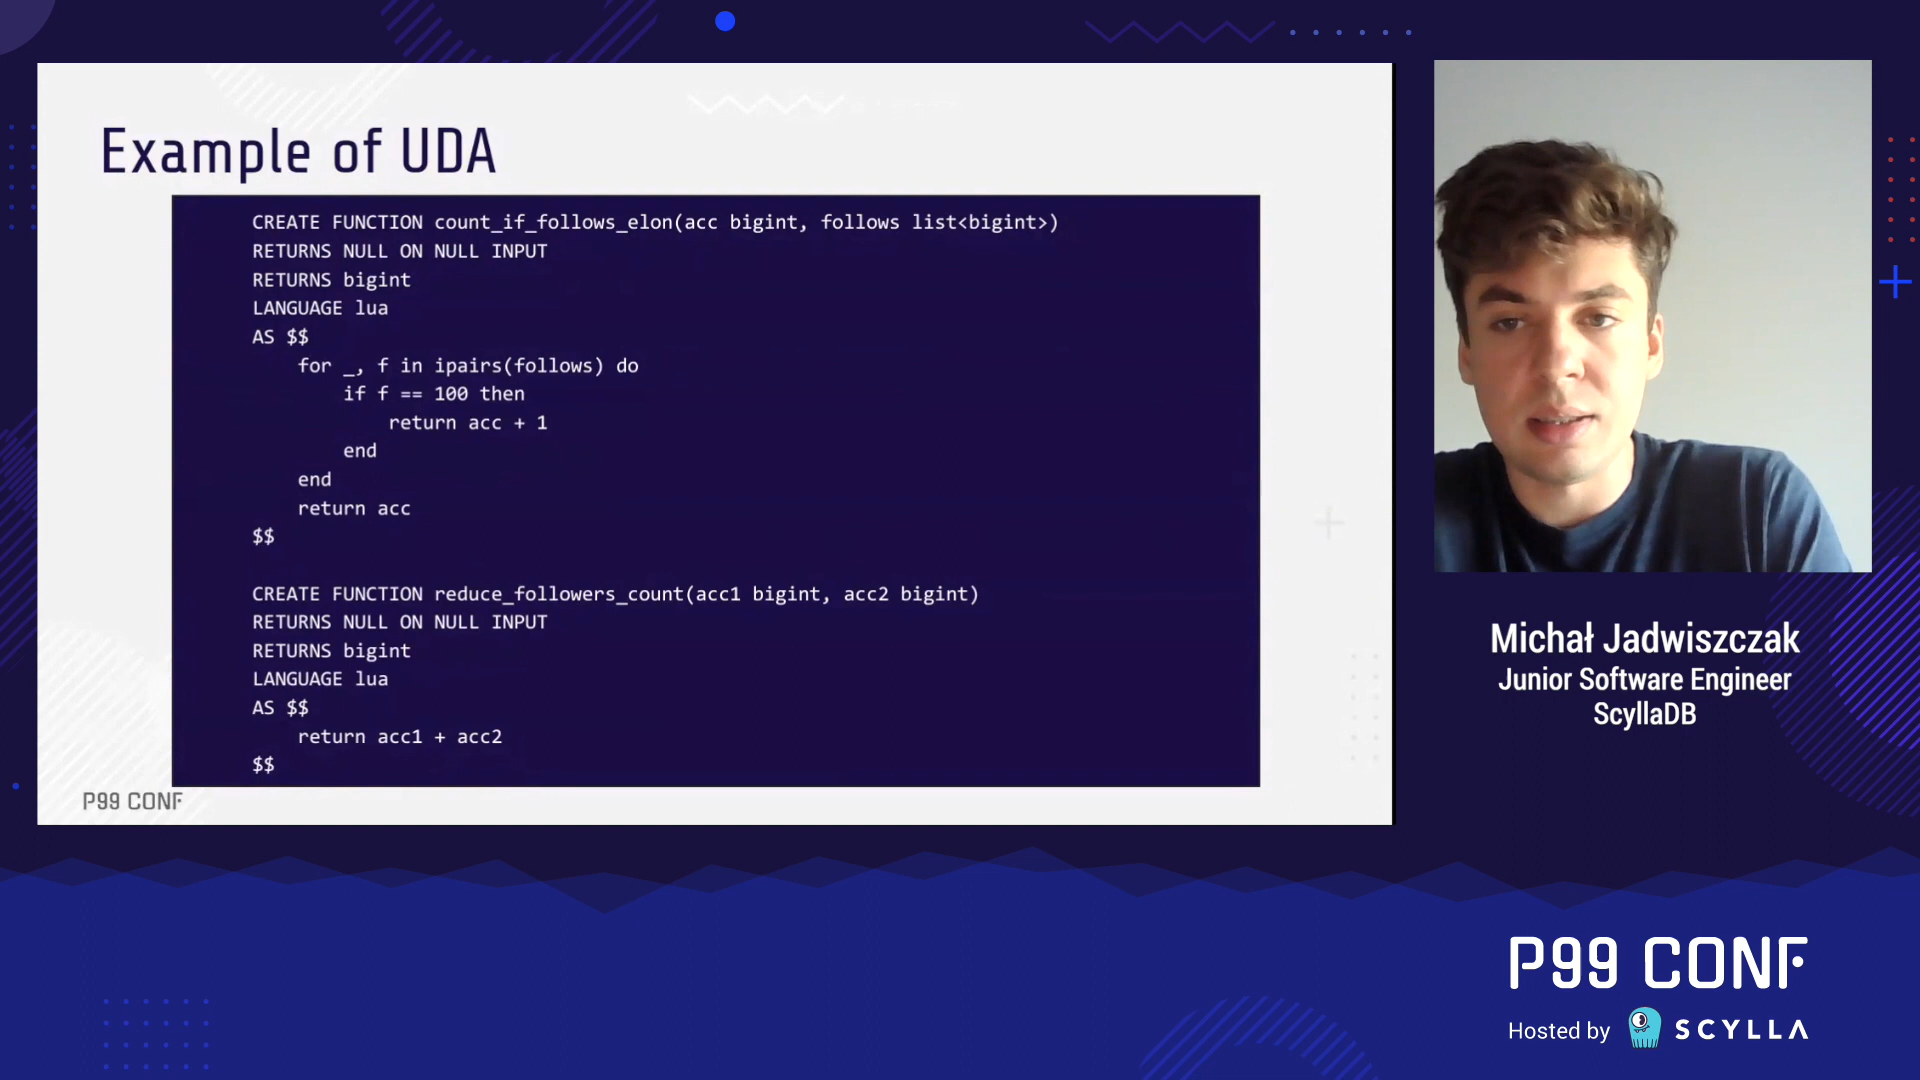 Example of UDA
CREATE FUNCTION count_if_follows_elon(acc bigint, follows list<bigint>)
RETURNS NULL ON NULL INPUT
RETURNS bigint
LANGUAGE lua
AS $$
    for _, f in ipairs(follows) do
        if f == 100 then
            return acc + 1
        end
    end
    return acc
$$
CREATE FUNCTION reduce_followers_count(acc1 bigint, acc2 bigint)
RETURNS NULL ON NULL INPUT
RETURNS bigint
LANGUAGE lua
AS $$
    return acc1 + acc2
$$
P99 CONF
Michał Jadwiszczak
Junior Software Engineer
ScyllaDB
P99 CONF
Hosted by SCYLLA